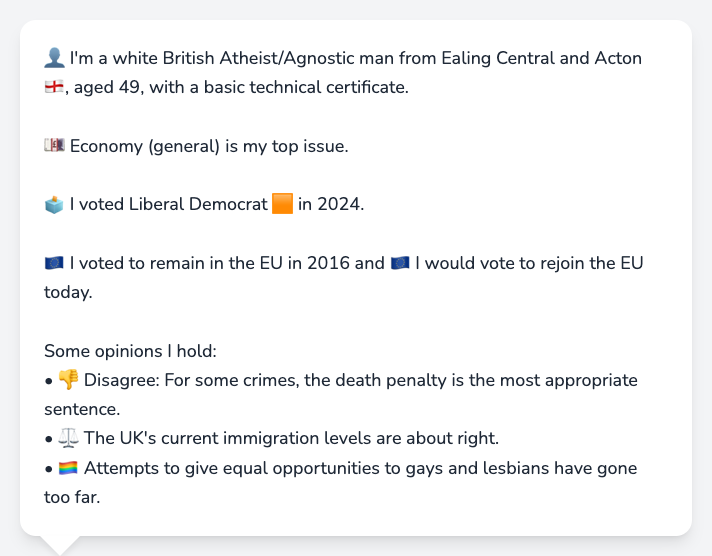 👤 I'm a white British Atheist/Agnostic man from Ealing Central and Acton
🏴󠁧󠁢󠁥󠁮󠁧󠁿, aged 49, with a basic technical certificate.
💷 Economy (general) is my top issue.
🗳️ I voted Liberal Democrat 🟧 in 2024.
🇪🇺 I voted to remain in the EU in 2016 and 🇪🇺 I would vote to rejoin the EU
today.
Some opinions I hold:
• 👎 Disagree: For some crimes, the death penalty is the most appropriate
sentence.
• ⚖️ The UK's current immigration levels are about right.
• 🏳️‍🌈 Attempts to give equal opportunities to gays and lesbians have gone
too far.